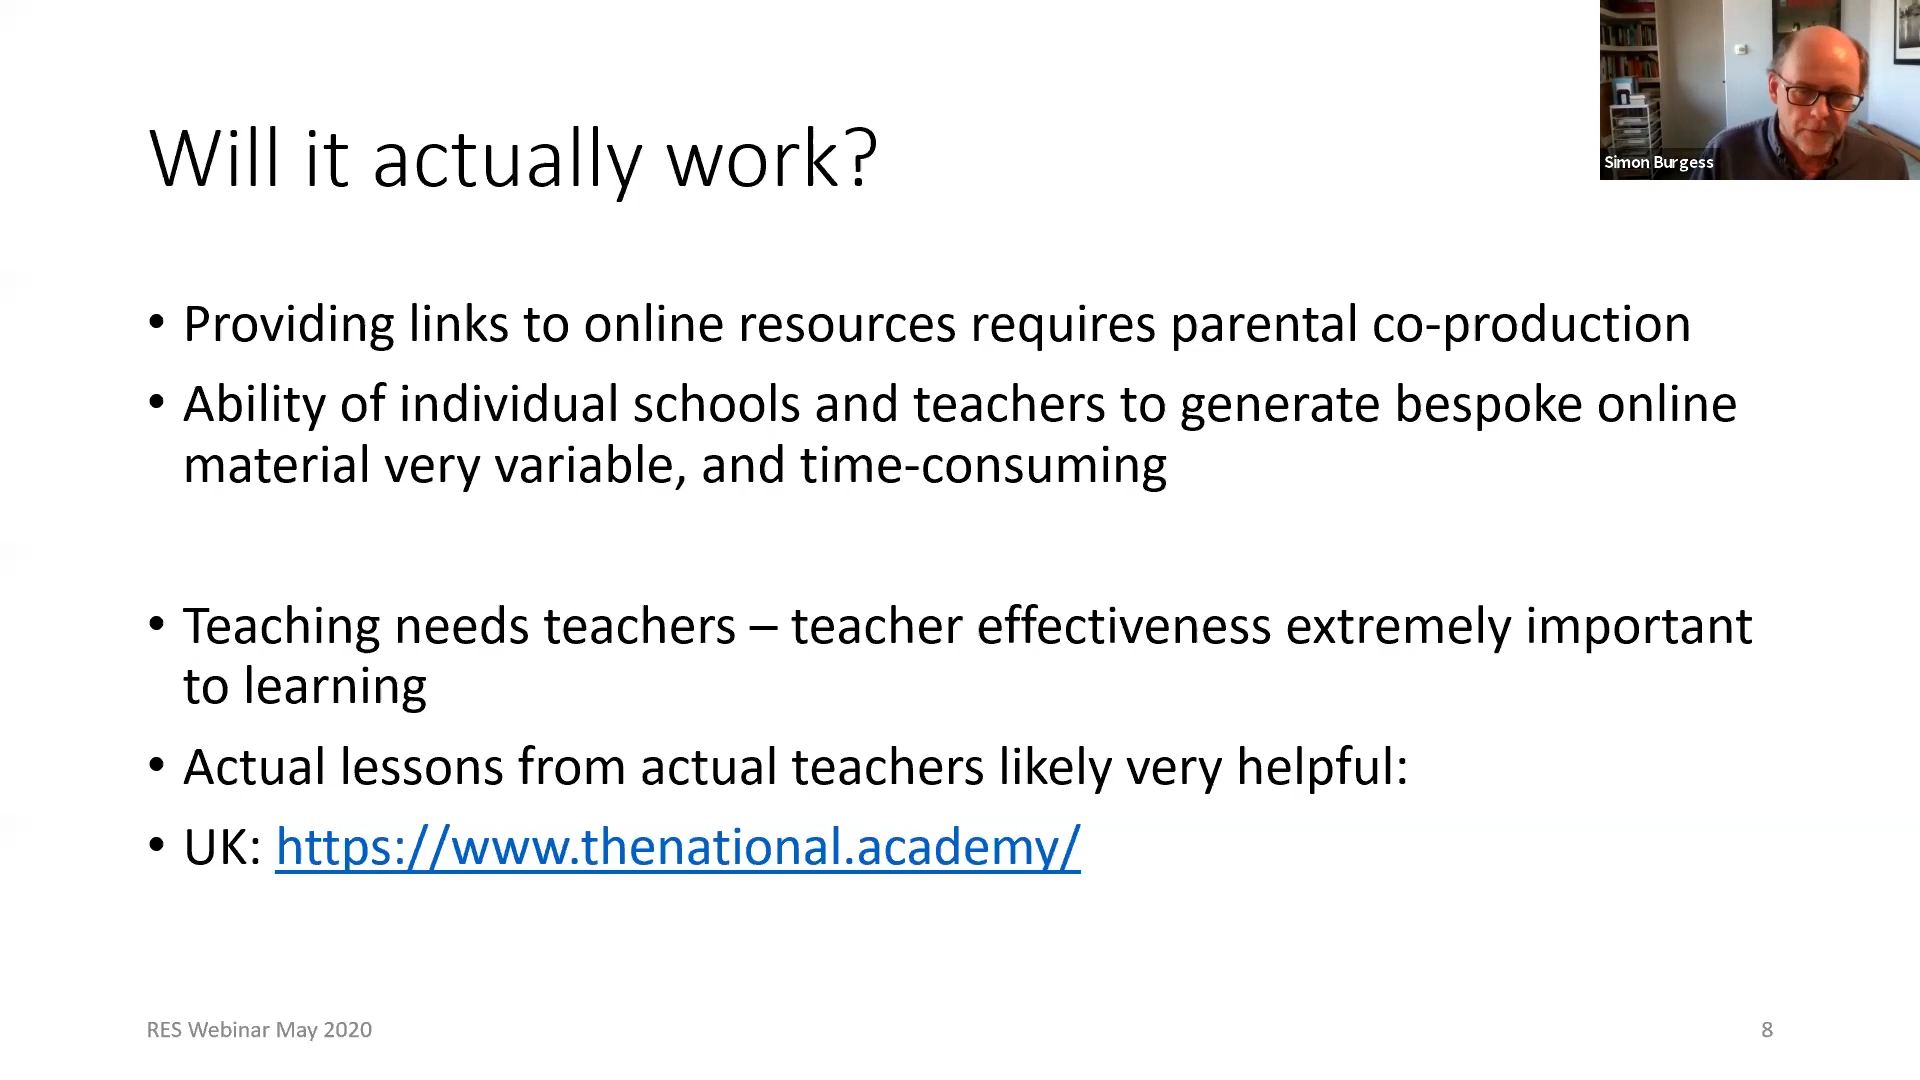 Simon Burgess
Will it actually work?
• Providing links to online resources requires parental co-production
• Ability of individual schools and teachers to generate bespoke online
material very variable, and time-consuming
• Teaching needs teachers – teacher effectiveness extremely important
to learning
• Actual lessons from actual teachers likely very helpful:
• UK: https://www.thenational.academy/
RES Webinar May 2020
8